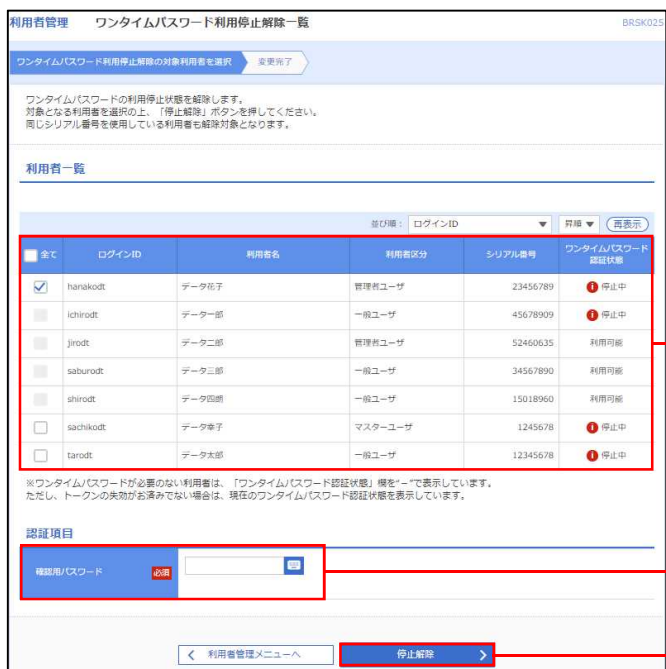 利用者管理 ワンタイムパスワード利用停止解除一覧 BRSK025
ワンタイムパスワード利用停止解除の対象利用者を選択 変更完了
ワンタイムパスワードの利用停止状態を解除します。
対象となる利用者を選択の上、「停止解除」ボタンを押してください。
同じシリアル番号を使用している利用者も解除対象となります。
利用者一覧
並び順： ログインID 昇順 再表示
全て ログインID 利用者名 利用者区分 シリアル番号 ワンタイムパスワード
認証状態
hanakodt データ花子 管理者ユーザ 23456789 停止中
ichirodt データ一郎 一般ユーザ 45678909 停止中
jirodt データ二郎 管理者ユーザ 52460635 利用可能
saburodt データ三郎 一般ユーザ 34567890 利用可能
shirodt データ四朗 一般ユーザ 15018960 利用可能
sachikodt データ幸子 マスターユーザ 1245678 停止中
tarodt データ太郎 一般ユーザ 12345678 停止中
※ワンタイムパスワードが必要のない利用者は、「ワンタイムパスワード認証状態」欄を"－"で表示しています。
ただし、トークンの失効がお済みでない場合は、現在のワンタイムパスワード認証状態を表示しています。
認証項目
確認用パスワード 必須
利用者管理メニューへ 停止解除